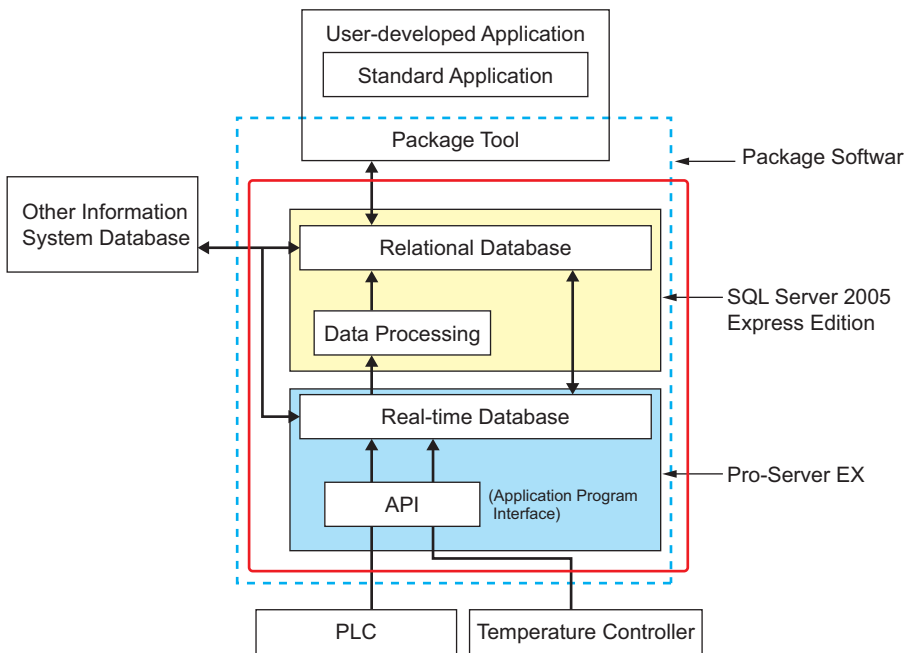 User-developed Application
Standard Application
Package Tool
Package Softwar
Other Information
System Database
Relational Database
SQL Server 2005
Express Edition
Data Processing
Real-time Database
Pro-Server EX
API
(Application Program
Interface)
PLC
Temperature Controller